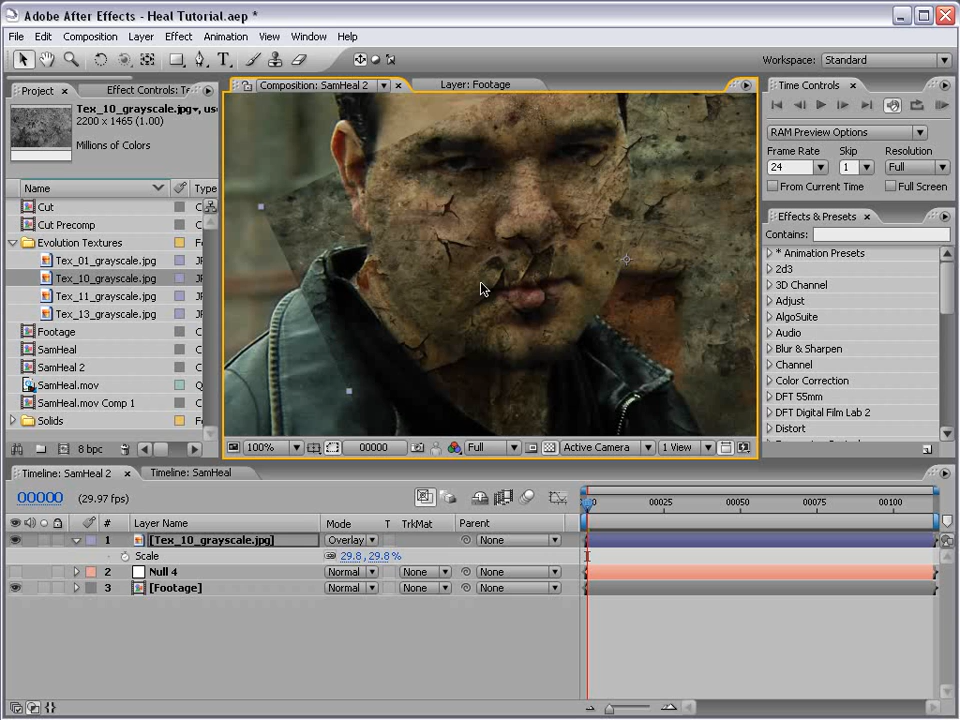 Adobe After Effects - Heal Tutorial.aep *
File Edit Composition Layer Effect Animation View Window Help
Workspace: Standard
Project × Effect Controls: Te
Tex_10_grayscale.jpg▾, us
2200 x 1465 (1.00)
Millions of Colors
Name Type
Cut C
Cut Precomp C
Evolution Textures F
Tex_01_grayscale.jpg
Tex_10_grayscale.jpg
Tex_11_grayscale.jpg
Tex_13_grayscale.jpg
Footage C
SamHeal C
SamHeal 2 C
SamHeal.mov Q
SamHeal.mov Comp 1 C
Solids F
8 bpc
Composition: SamHeal 2 × Layer: Footage
100% 00000 Full Active Camera 1 View
Time Controls ×
RAM Preview Options
Frame Rate Skip Resolution
24 1 Full
From Current Time Full Screen
Effects & Presets ×
Contains:
* Animation Presets
2d3
3D Channel
Adjust
AlgoSuite
Audio
Blur & Sharpen
Channel
Color Correction
DFT 55mm
DFT Digital Film Lab 2
Distort
Timeline: SamHeal 2 × Timeline: SamHeal
00000 (29.97 fps)
00025 00050 00075 00100
# Layer Name Mode T TrkMat Parent
1 [Tex_10_grayscale.jpg] Overlay None
Scale 29.8, 29.8 %
2 Null 4 Normal None None
3 [Footage] Normal None None